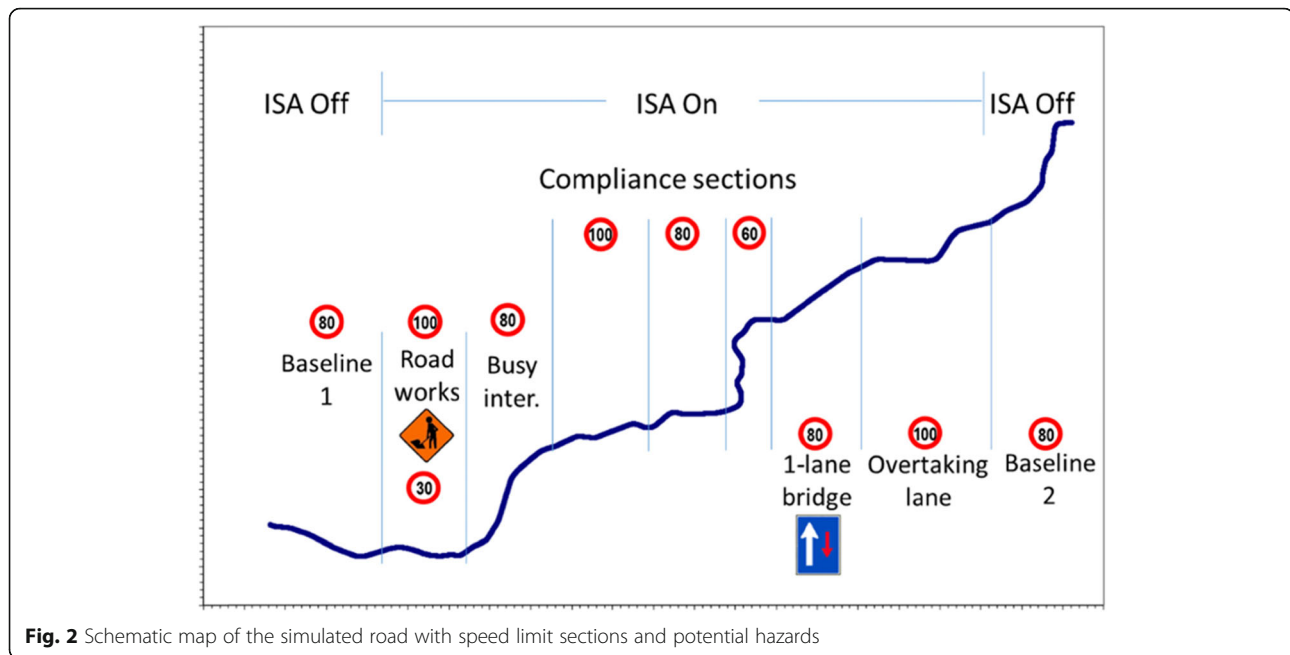 ISA Off
ISA On
ISA Off
Compliance sections
100
80
60
80
Baseline
1
100
Road
works
30
80
Busy
inter.
80
1-lane
bridge
100
Overtaking
lane
80
Baseline
2
Fig. 2 Schematic map of the simulated road with speed limit sections and potential hazards